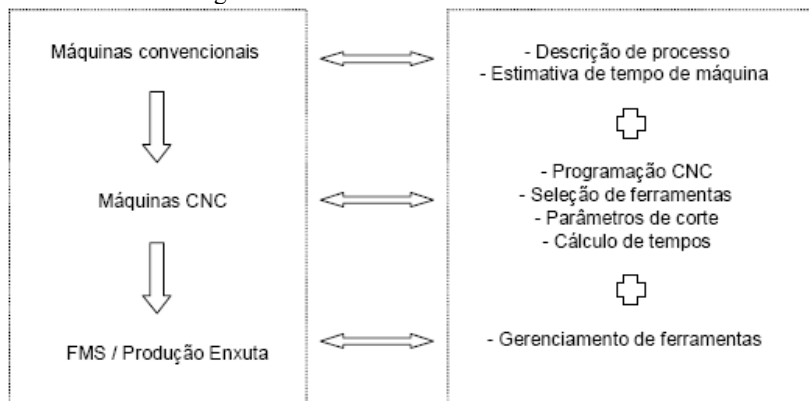 Máquinas convencionais
- Descrição de processo
- Estimativa de tempo de máquina
Máquinas CNC
- Programação CNC
- Seleção de ferramentas
- Parâmetros de corte
- Cálculo de tempos
FMS / Produção Enxuta
- Gerenciamento de ferramentas